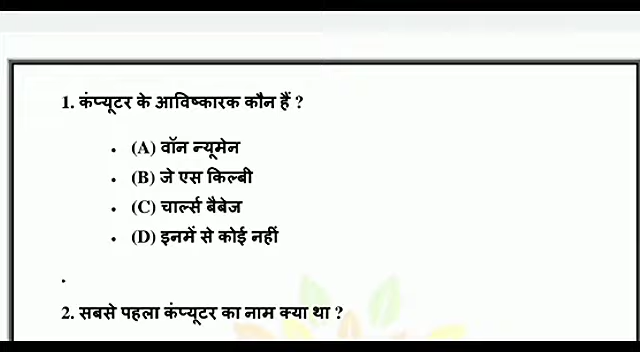 1. कंप्यूटर के आविष्कारक कौन हैं ?
• (A) वॉन न्यूमेन
• (B) जे एस किल्बी
• (C) चार्ल्स बैबेज
• (D) इनमें से कोई नहीं
.
2. सबसे पहला कंप्यूटर का नाम क्या था ?